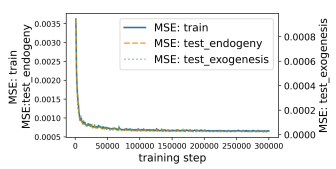 MSE: train
MSE:test_endogeny
0.0035
0.0030
0.0025
0.0020
0.0015
0.0010
0.0005
MSE: train
MSE: test_endogeny
MSE: test_exogenesis
0.0008
0.0006
0.0004
0.0002
0.0000
MSE: test_exogenesis
0 50000 100000 150000 200000 250000 300000
training step